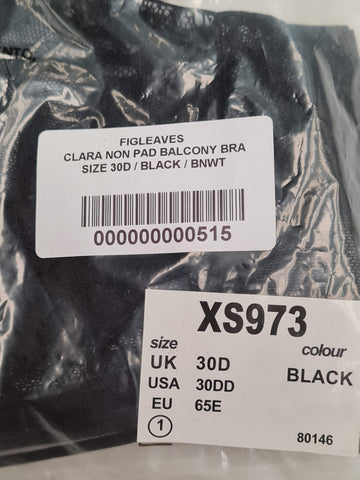 ENTO,
FIGLEAVES
CLARA NON PAD BALCONY BRA
SIZE 30D / BLACK / BNWT
000000000515
XS973
size colour
UK 30D BLACK
USA 30DD
EU 65E
1 80146